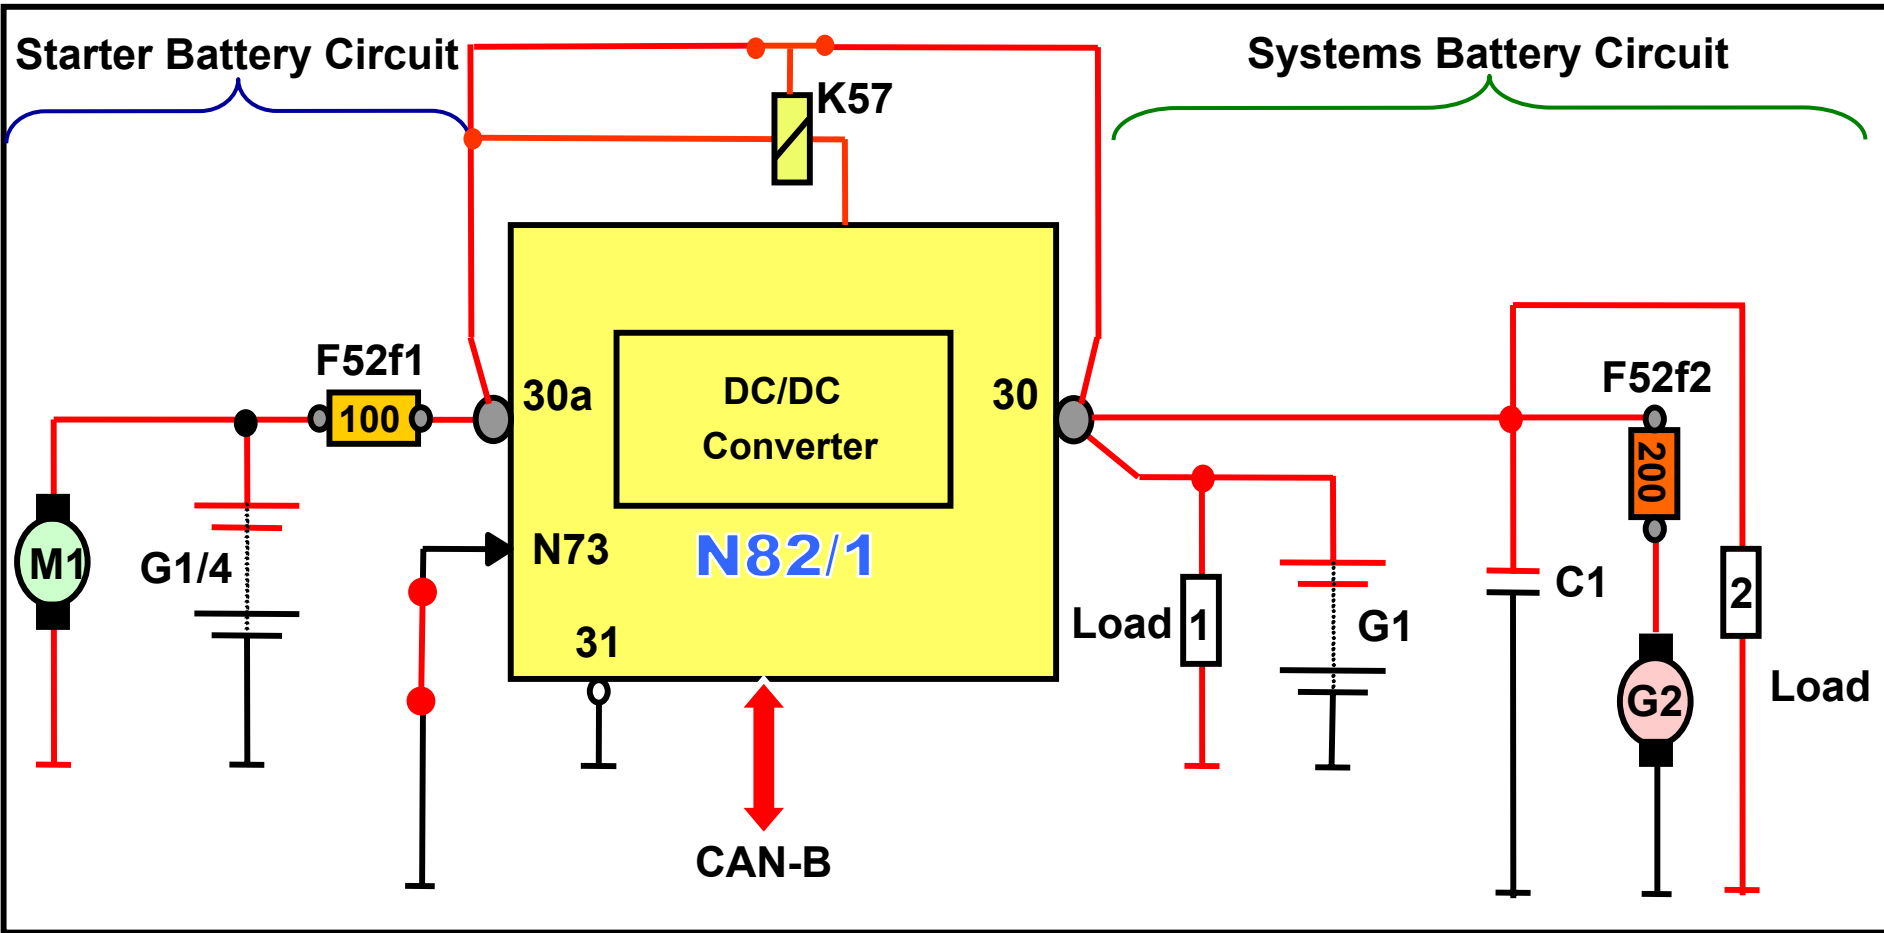 Starter Battery Circuit
Systems Battery Circuit
K57
F52f1
100
30a
30
DC/DC
Converter
F52f2
200
M1
G1/4
N73
N82/1
31
Load 1
G1
C1
2
G2
Load
CAN-B